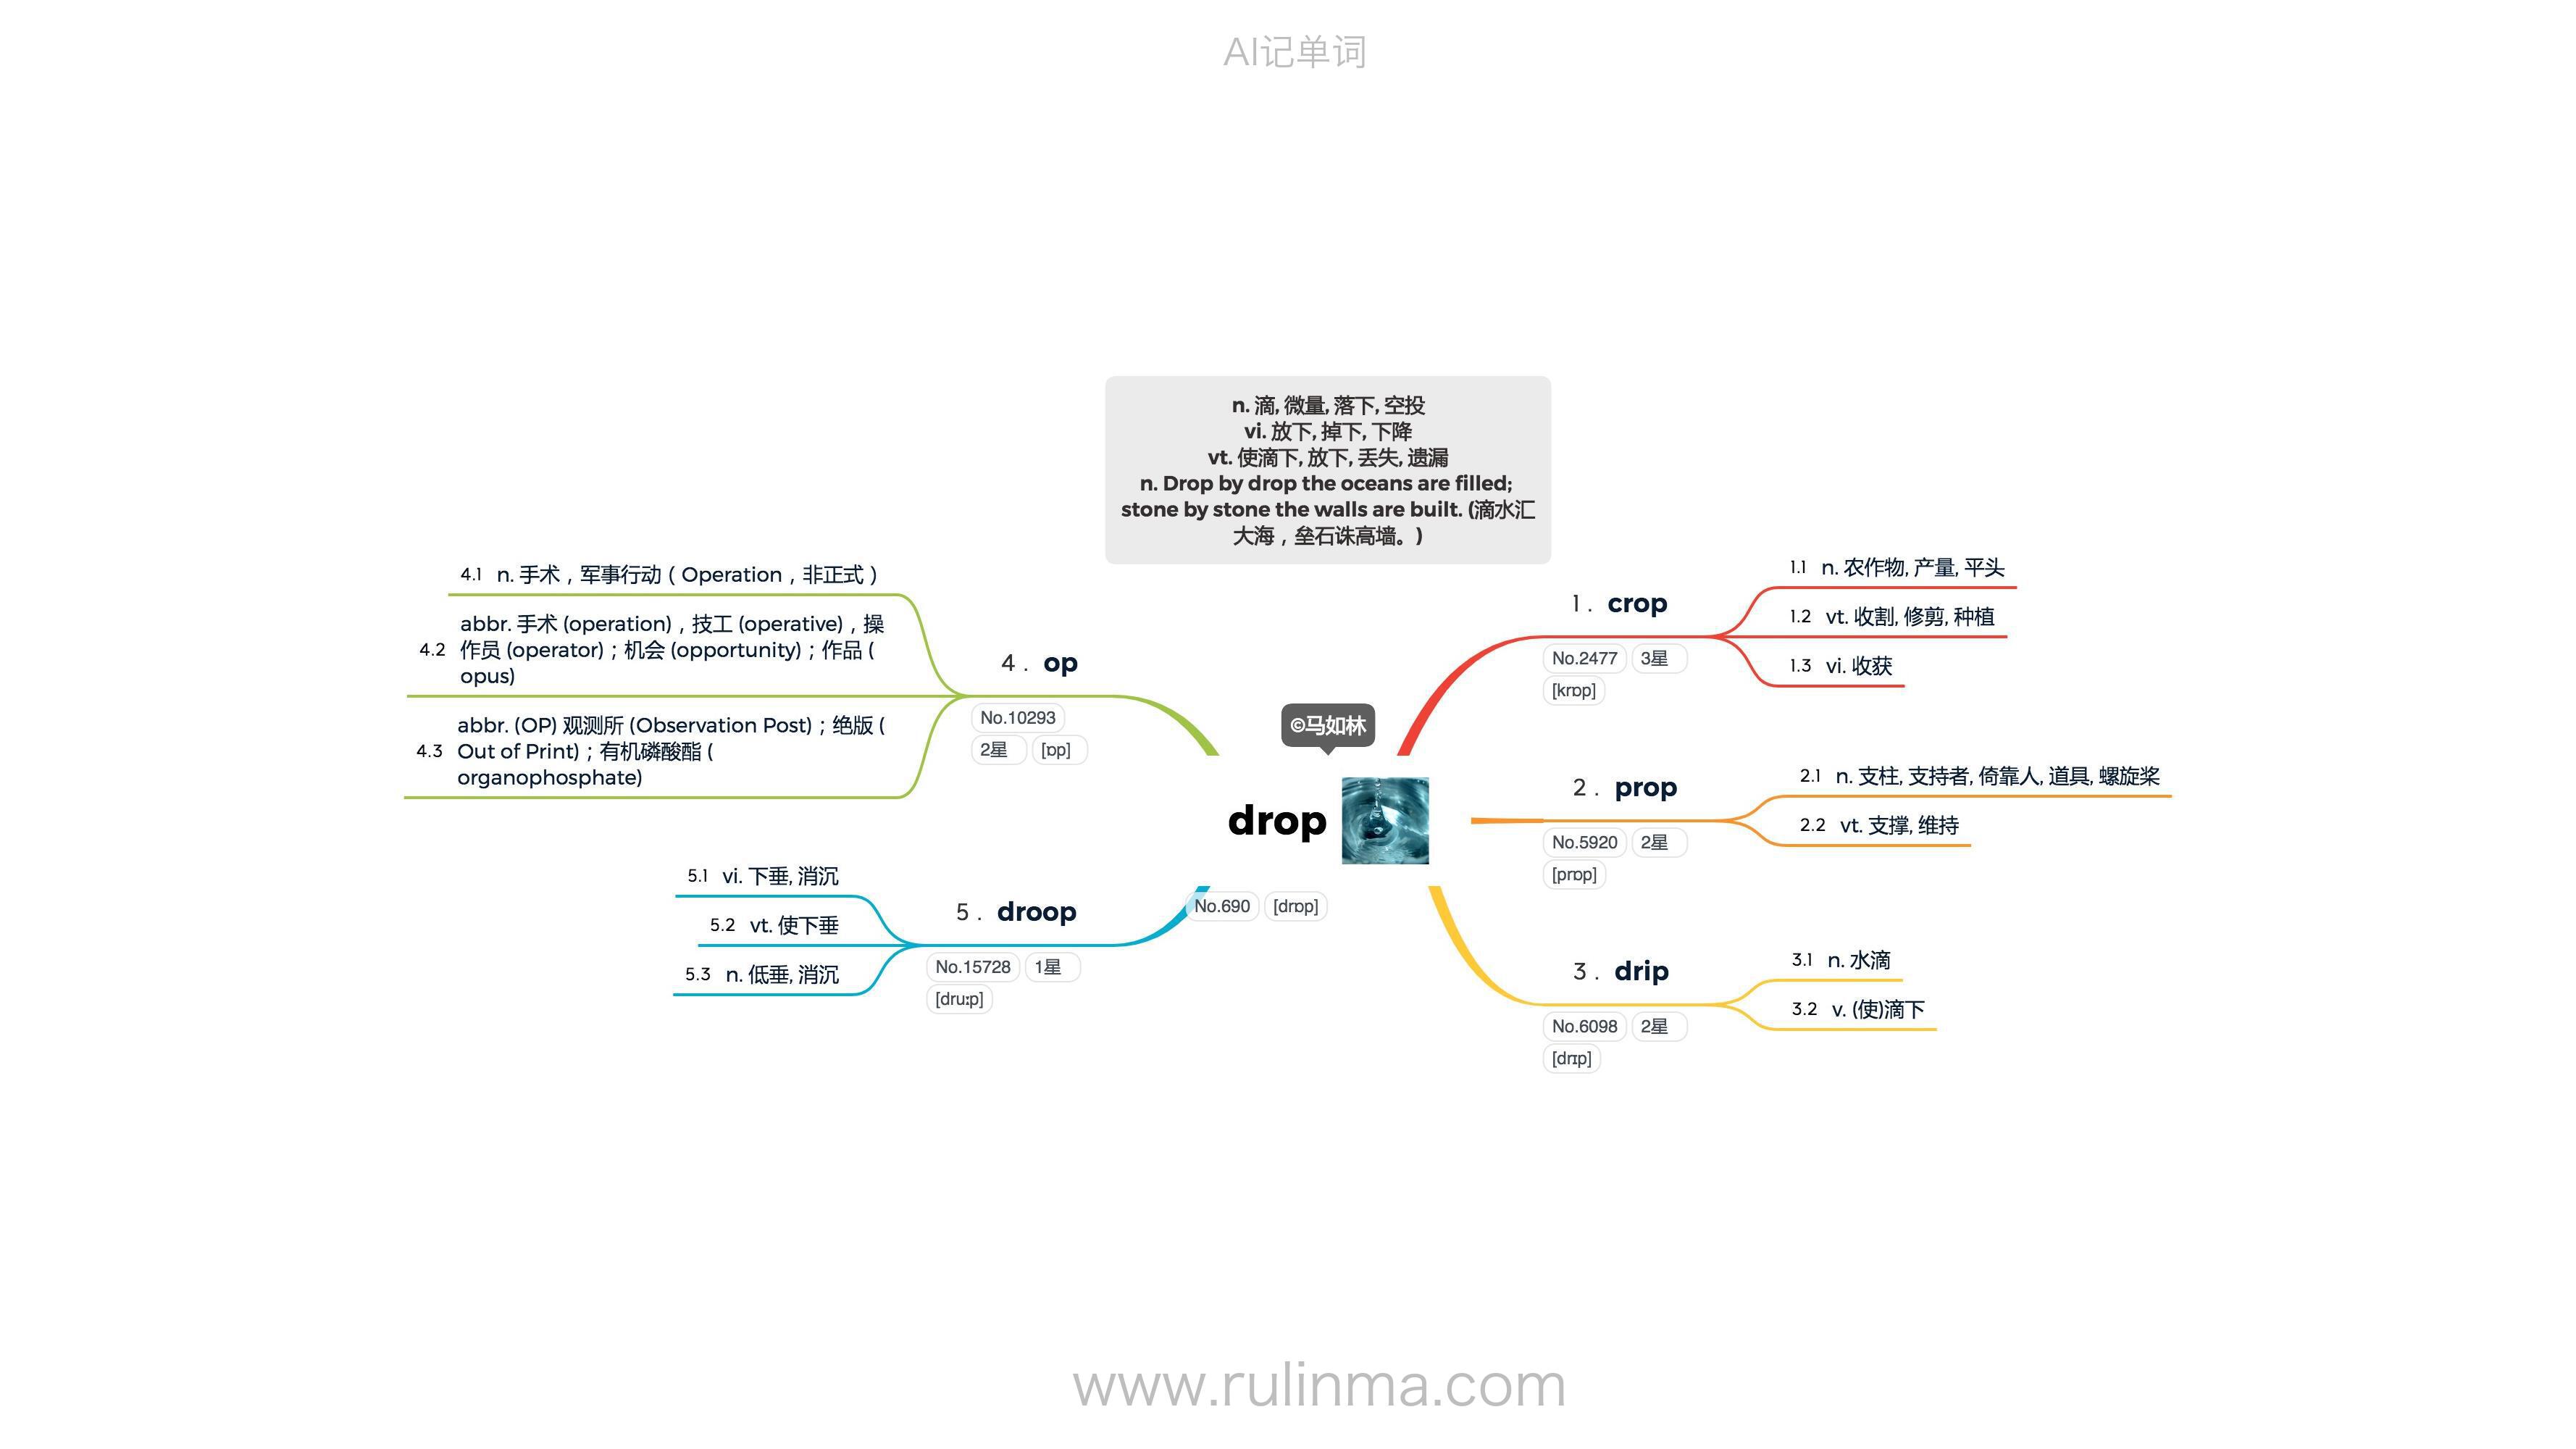 AI记单词
n. 滴, 微量, 落下, 空投
vi. 放下, 掉下, 下降
vt. 使滴下, 放下, 丢失, 遗漏
n. Drop by drop the oceans are filled;
stone by stone the walls are built. (滴水汇
大海，垒石诛高墙。)
©马如林
drop
No.690 [drɒp]
1. crop
No.2477 3星
[krɒp]
1.1 n. 农作物, 产量, 平头
1.2 vt. 收割, 修剪, 种植
1.3 vi. 收获
2. prop
No.5920 2星
[prɒp]
2.1 n. 支柱, 支持者, 倚靠人, 道具, 螺旋桨
2.2 vt. 支撑, 维持
3. drip
No.6098 2星
[drɪp]
3.1 n. 水滴
3.2 v. (使)滴下
4. op
No.10293
2星 [ɒp]
4.1 n. 手术，军事行动（Operation，非正式）
4.2 abbr. 手术 (operation)，技工 (operative)，操
作员 (operator)；机会 (opportunity)；作品 (
opus)
4.3 abbr. (OP) 观测所 (Observation Post)；绝版 (
Out of Print)；有机磷酸酯 (
organophosphate)
5. droop
No.15728 1星
[druːp]
5.1 vi. 下垂, 消沉
5.2 vt. 使下垂
5.3 n. 低垂, 消沉
www.rulinma.com